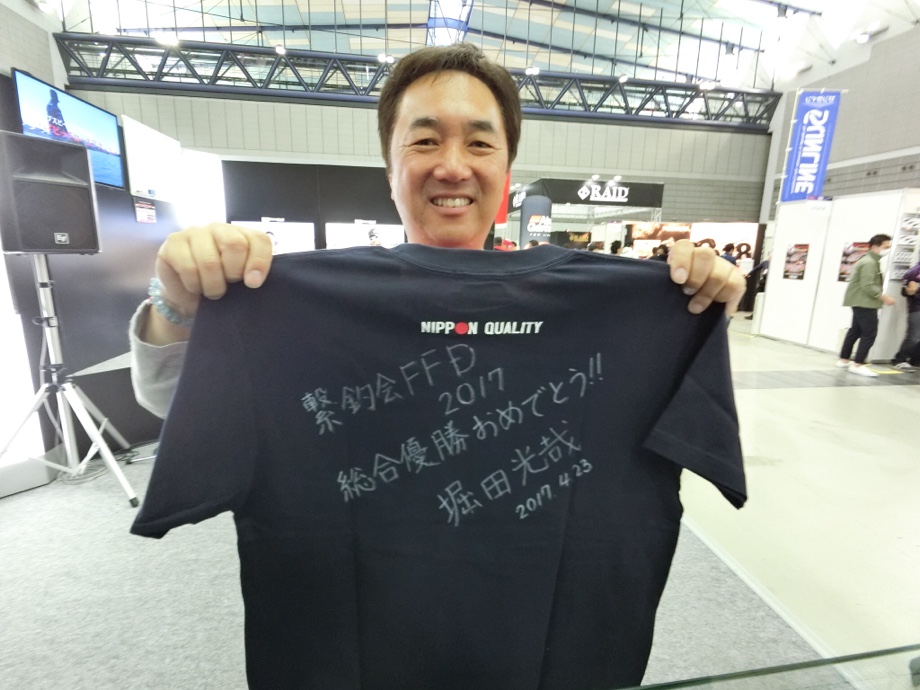 SUNLINE
RAID
NIPPON QUALITY
繋釣会FFD
2017
総合優勝おめでとう!!
堀田光哉
2017.4.23